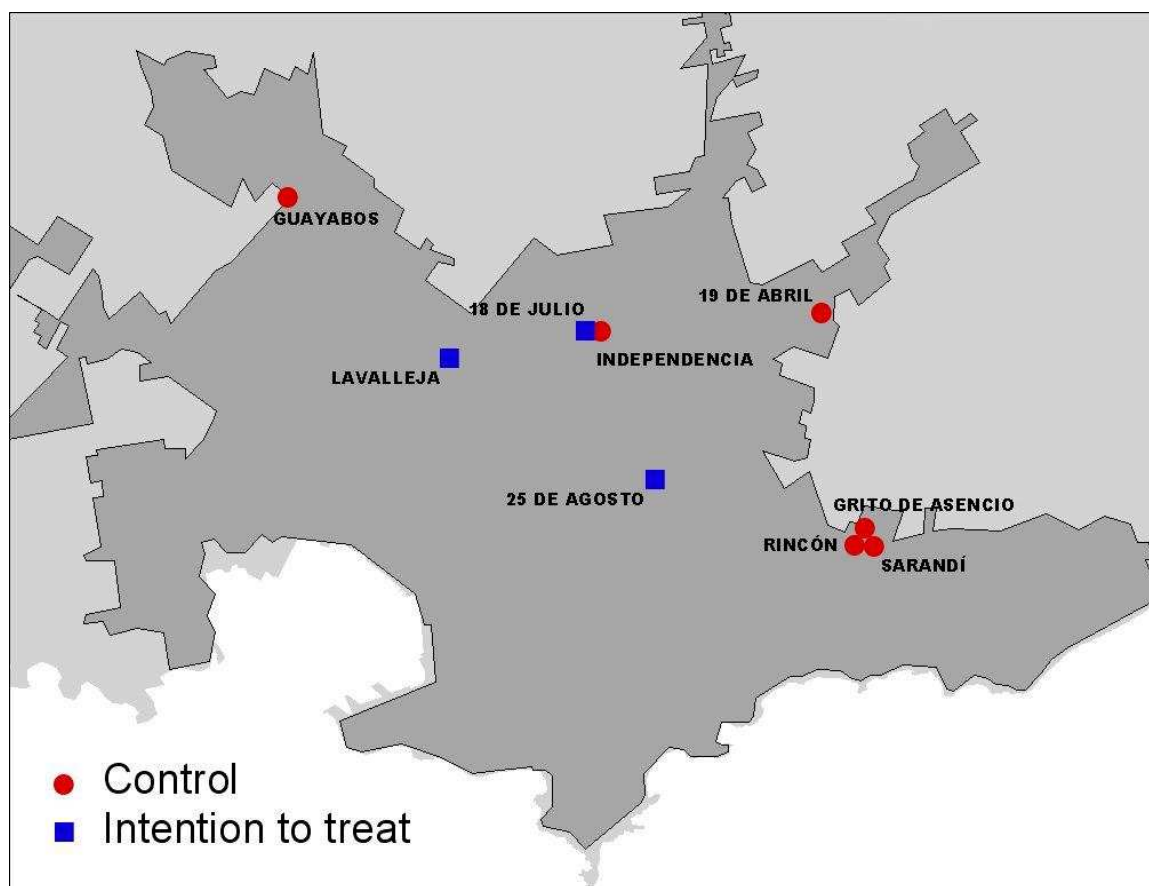 GUAYABOS
19 DE ABRIL
18 DE JULIO
INDEPENDENCIA
LAVALLEJA
25 DE AGOSTO
GRITO DE ASENCIO
RINCÓN
SARANDÍ
Control
Intention to treat